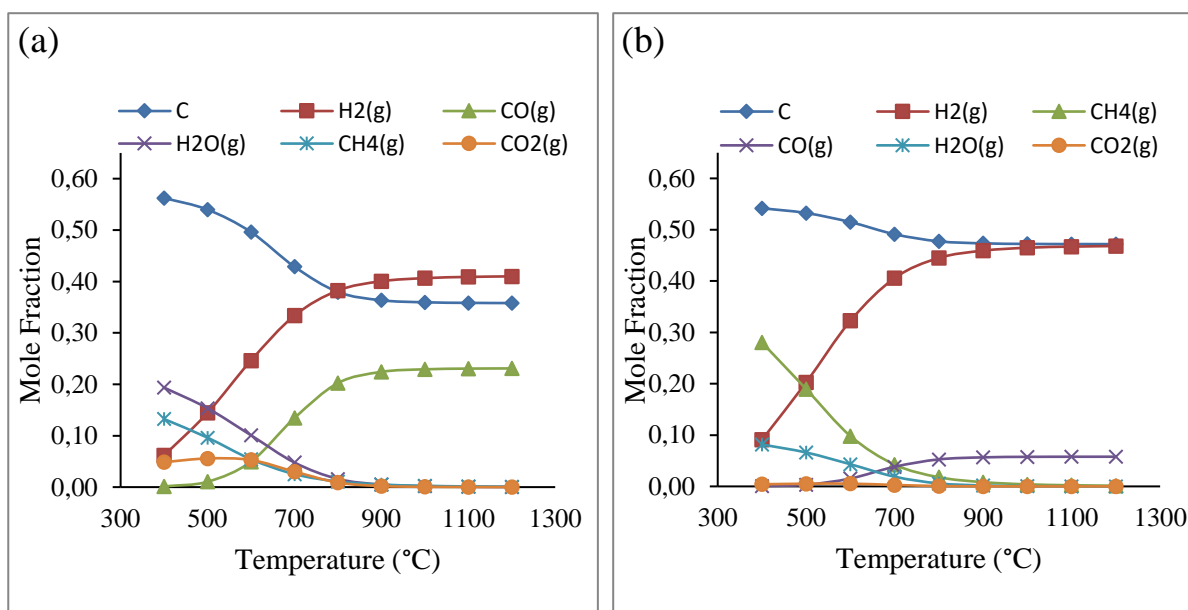 (a)
C H2(g) CO(g)
H2O(g) CH4(g) CO2(g)
0,60
0,50
0,40
0,30
0,20
0,10
0,00
Mole Fraction
300 500 700 900 1100 1300
Temperature (°C)
(b)
C H2(g) CH4(g)
CO(g) H2O(g) CO2(g)
0,60
0,50
0,40
0,30
0,20
0,10
0,00
Mole Fraction
300 500 700 900 1100 1300
Temperature (°C)